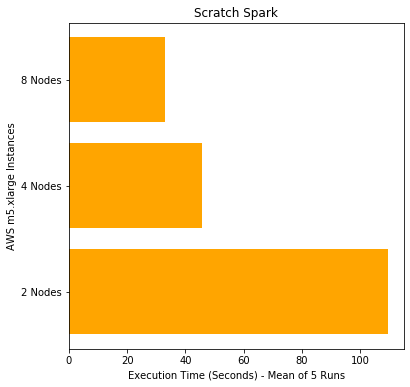 Scratch Spark
AWS m5.xlarge Instances
8 Nodes
4 Nodes
2 Nodes
0 20 40 60 80 100
Execution Time (Seconds) - Mean of 5 Runs